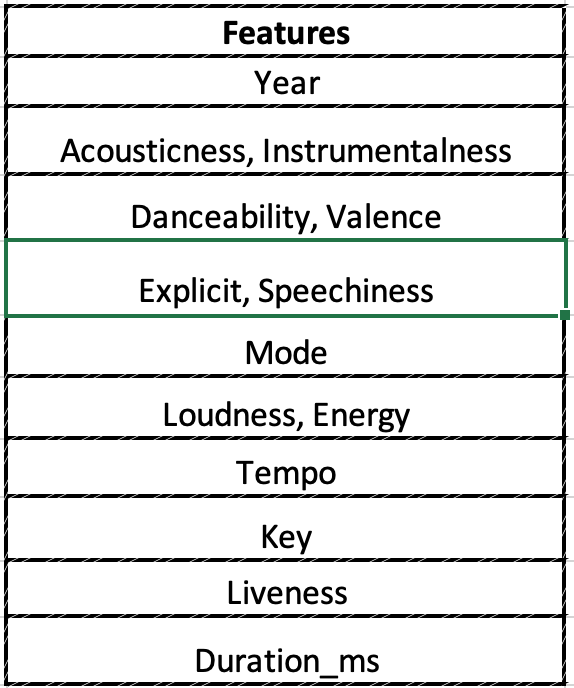 Features
Year
Acousticness, Instrumentalness
Danceability, Valence
Explicit, Speechiness
Mode
Loudness, Energy
Tempo
Key
Liveness
Duration_ms